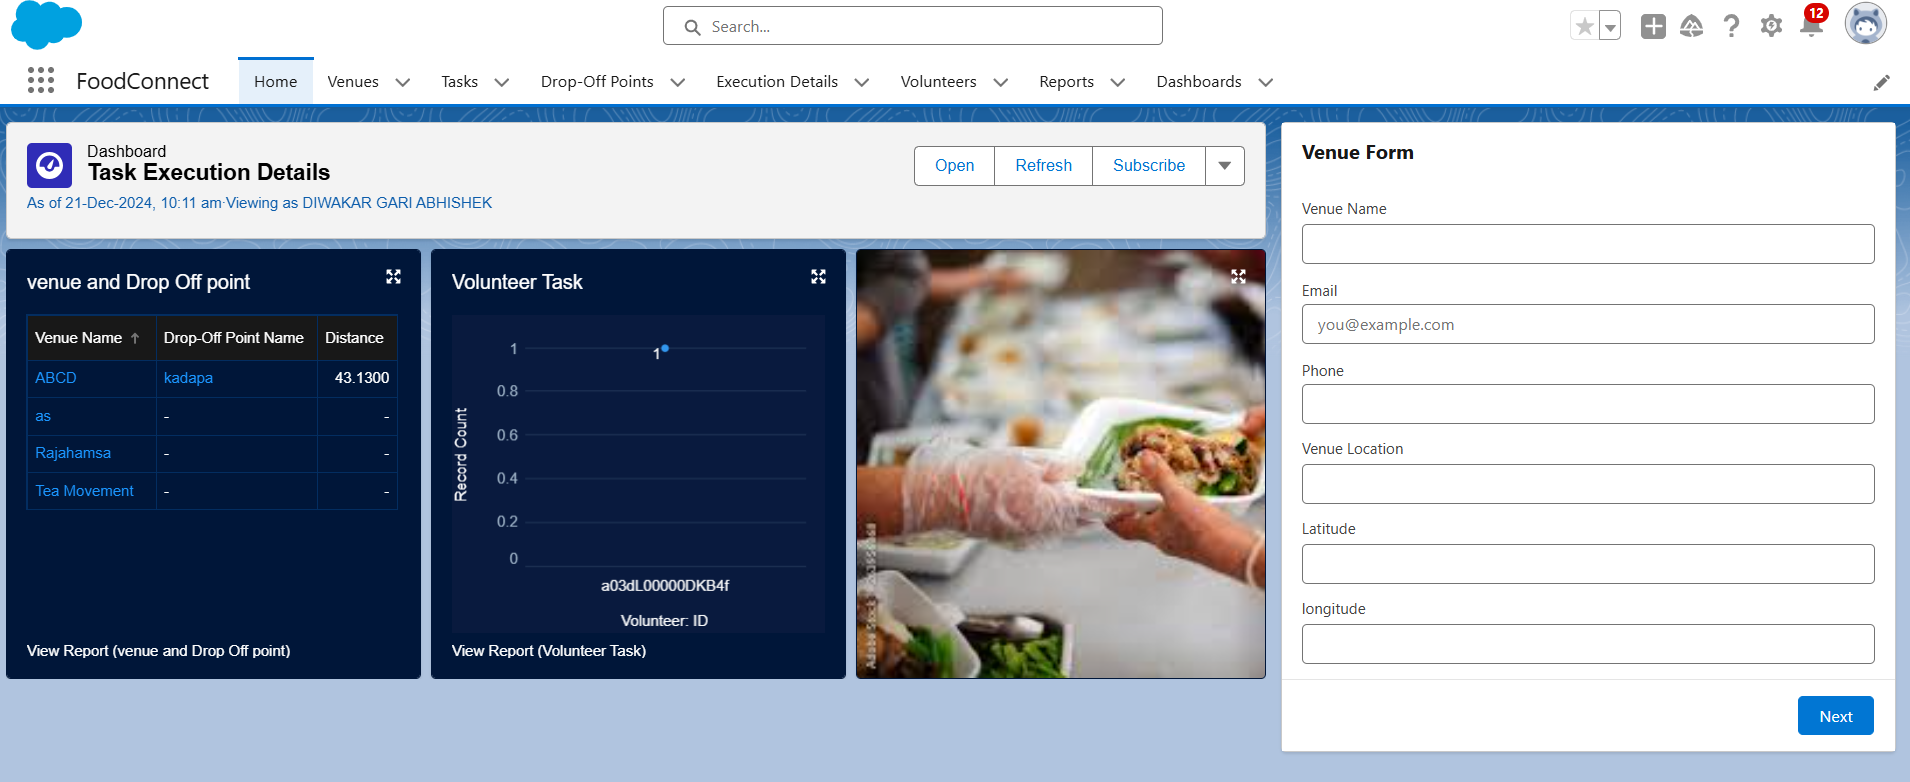 Search...
12
FoodConnect
Home
Venues
Tasks
Drop-Off Points
Execution Details
Volunteers
Reports
Dashboards
Dashboard
Task Execution Details
As of 21-Dec-2024, 10:11 am·Viewing as DIWAKAR GARI ABHISHEK
Open
Refresh
Subscribe
venue and Drop Off point
Venue Name ↑ Drop-Off Point Name Distance
ABCD kadapa 43.1300
as - -
Rajahamsa - -
Tea Movement - -
View Report (venue and Drop Off point)
Volunteer Task
Record Count
1
0.8
0.6
0.4
0.2
0
1
a03dL00000DKB4f
Volunteer: ID
View Report (Volunteer Task)
Adobe Stock
Venue Form
Venue Name
Email
you@example.com
Phone
Venue Location
Latitude
longitude
Next